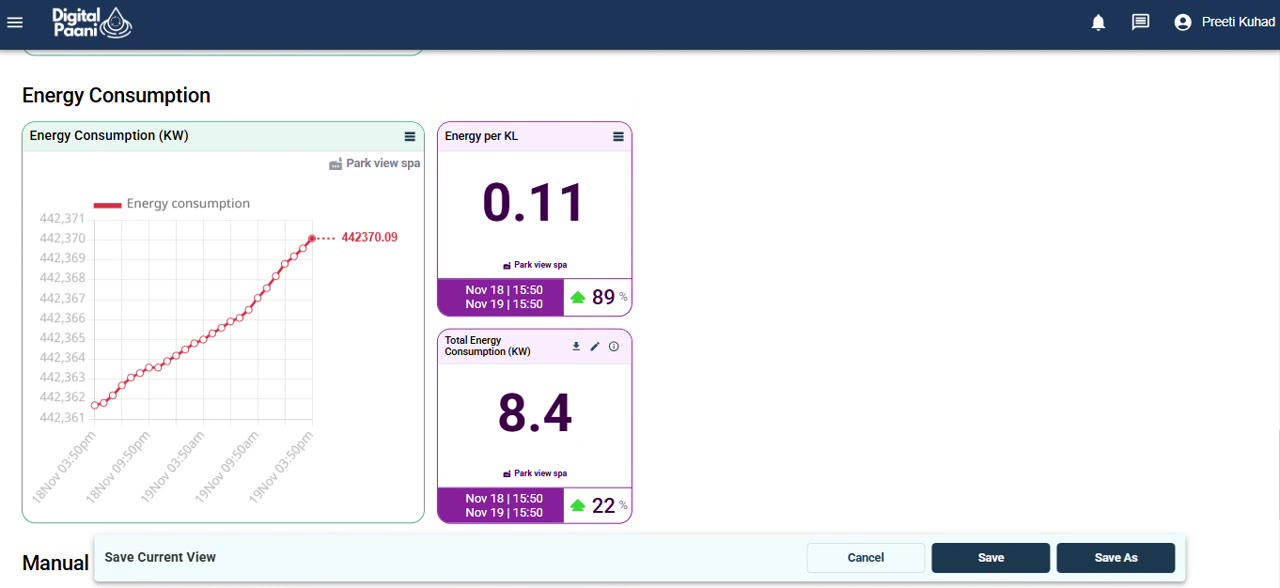 Digital
Paani
Preeti Kuhad
Energy Consumption
Energy Consumption (KW)
Park view spa
Energy consumption
442,371
442,370
442,369
442,368
442,367
442,366
442,365
442,364
442,363
442,362
442,361
442370.09
18Nov 03:50pm
18Nov 09:50pm
19Nov 03:50am
19Nov 09:50am
19Nov 03:50pm
Energy per KL
0.11
Park view spa
Nov 18 | 15:50
Nov 19 | 15:50
89 %
Total Energy
Consumption (KW)
8.4
Park view spa
Nov 18 | 15:50
Nov 19 | 15:50
22 %
Manual
Save Current View
Cancel
Save
Save As